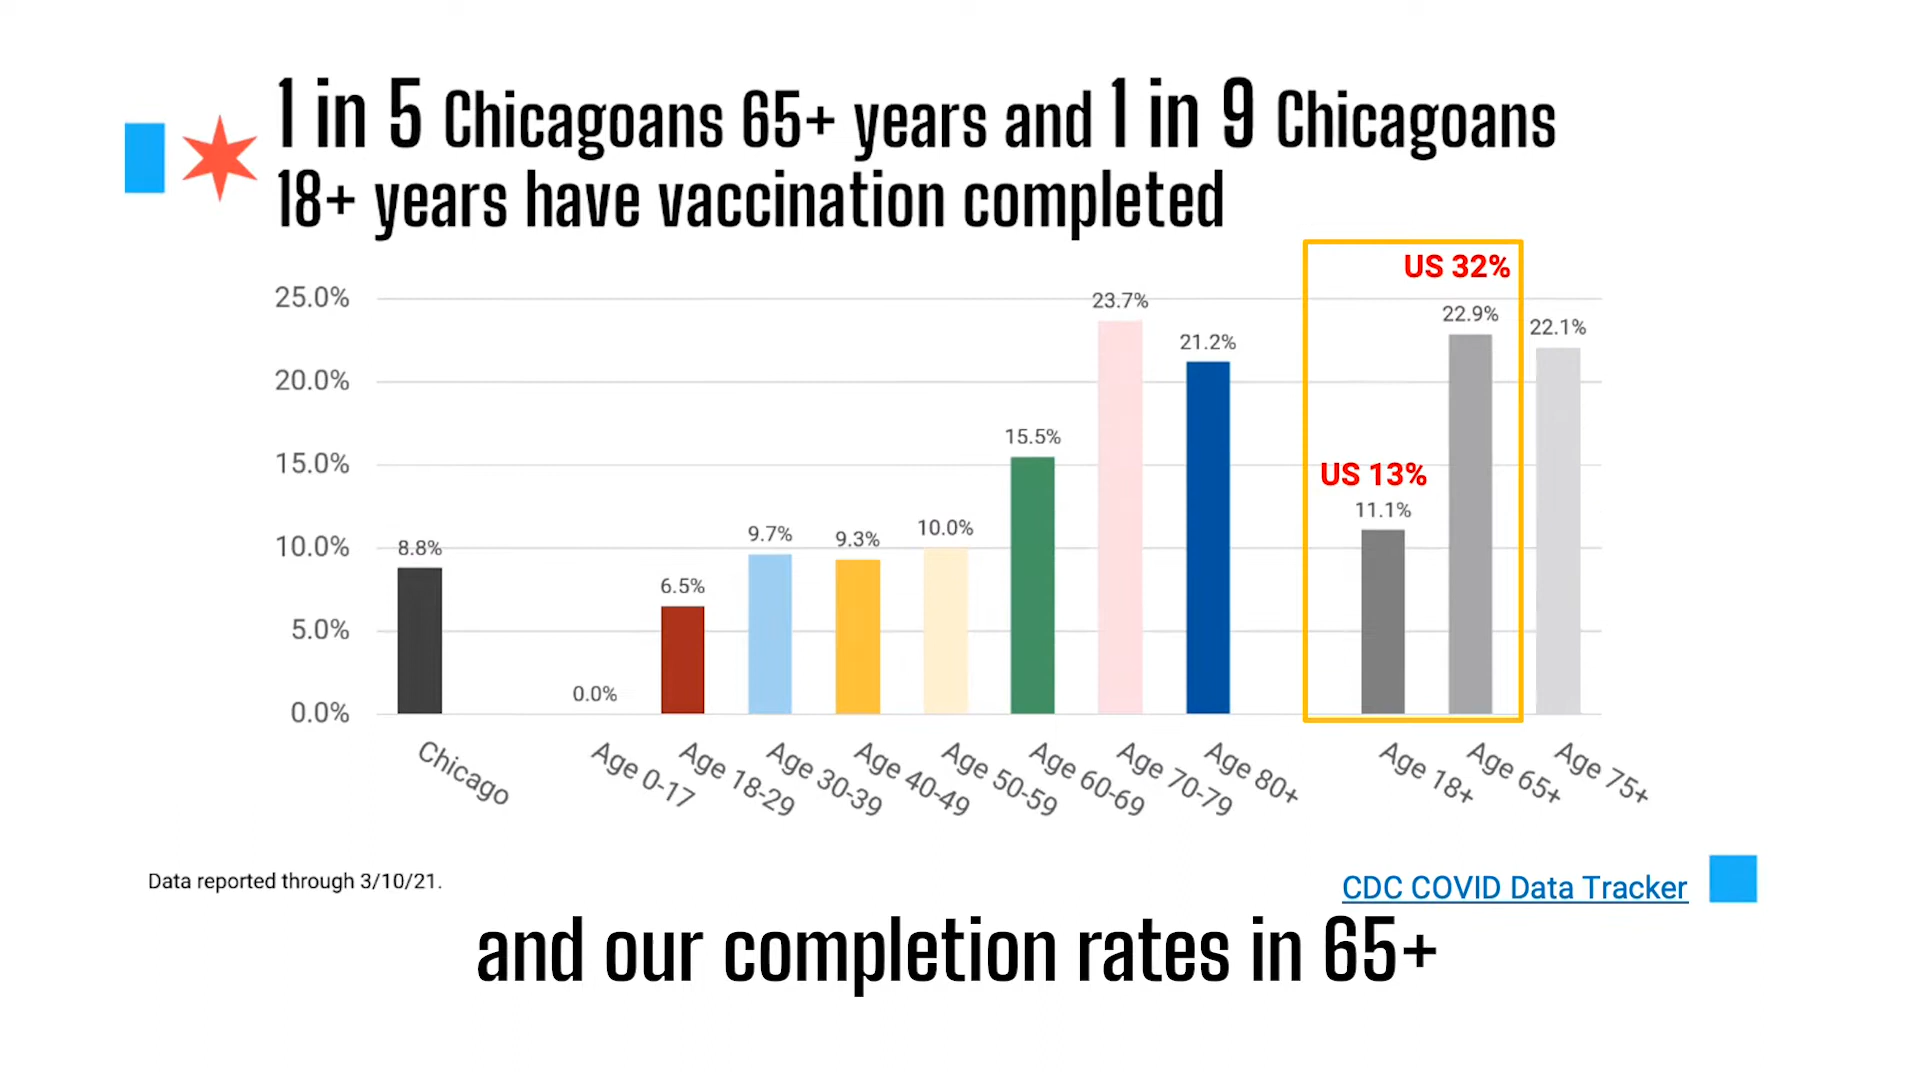 1 in 5 Chicagoans 65+ years and 1 in 9 Chicagoans
18+ years have vaccination completed
US 32%
25.0%
23.7%
22.9%
22.1%
21.2%
20.0%
15.5%
15.0%
US 13%
11.1%
10.0%
10.0%
9.7%
9.3%
8.8%
6.5%
5.0%
0.0%
0.0%
Chicago
Age 0-17
Age 18-29
Age 30-39
Age 40-49
Age 50-59
Age 60-69
Age 70-79
Age 80+
Age 18+
Age 65+
Age 75+
Data reported through 3/10/21.
CDC COVID Data Tracker
and our completion rates in 65+